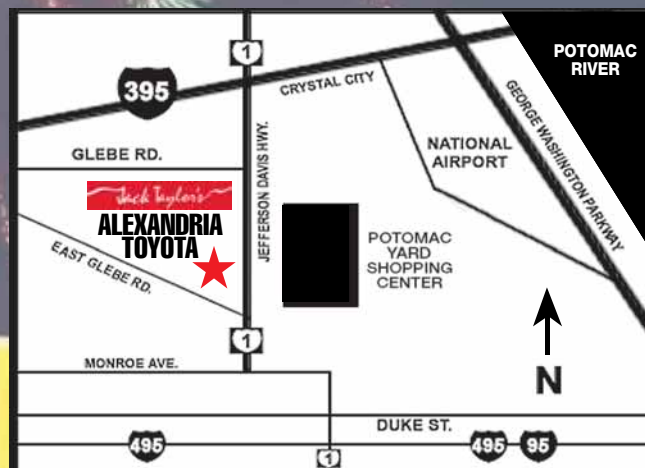 1
POTOMAC
RIVER
395
CRYSTAL CITY
GEORGE WASHINGTON PARKWAY
GLEBE RD.
NATIONAL
AIRPORT
JEFFERSON DAVIS HWY.
Jack Taylor's
ALEXANDRIA
TOYOTA
EAST GLEBE RD.
POTOMAC
YARD
SHOPPING
CENTER
1
MONROE AVE.
N
DUKE ST.
495
1
495
95